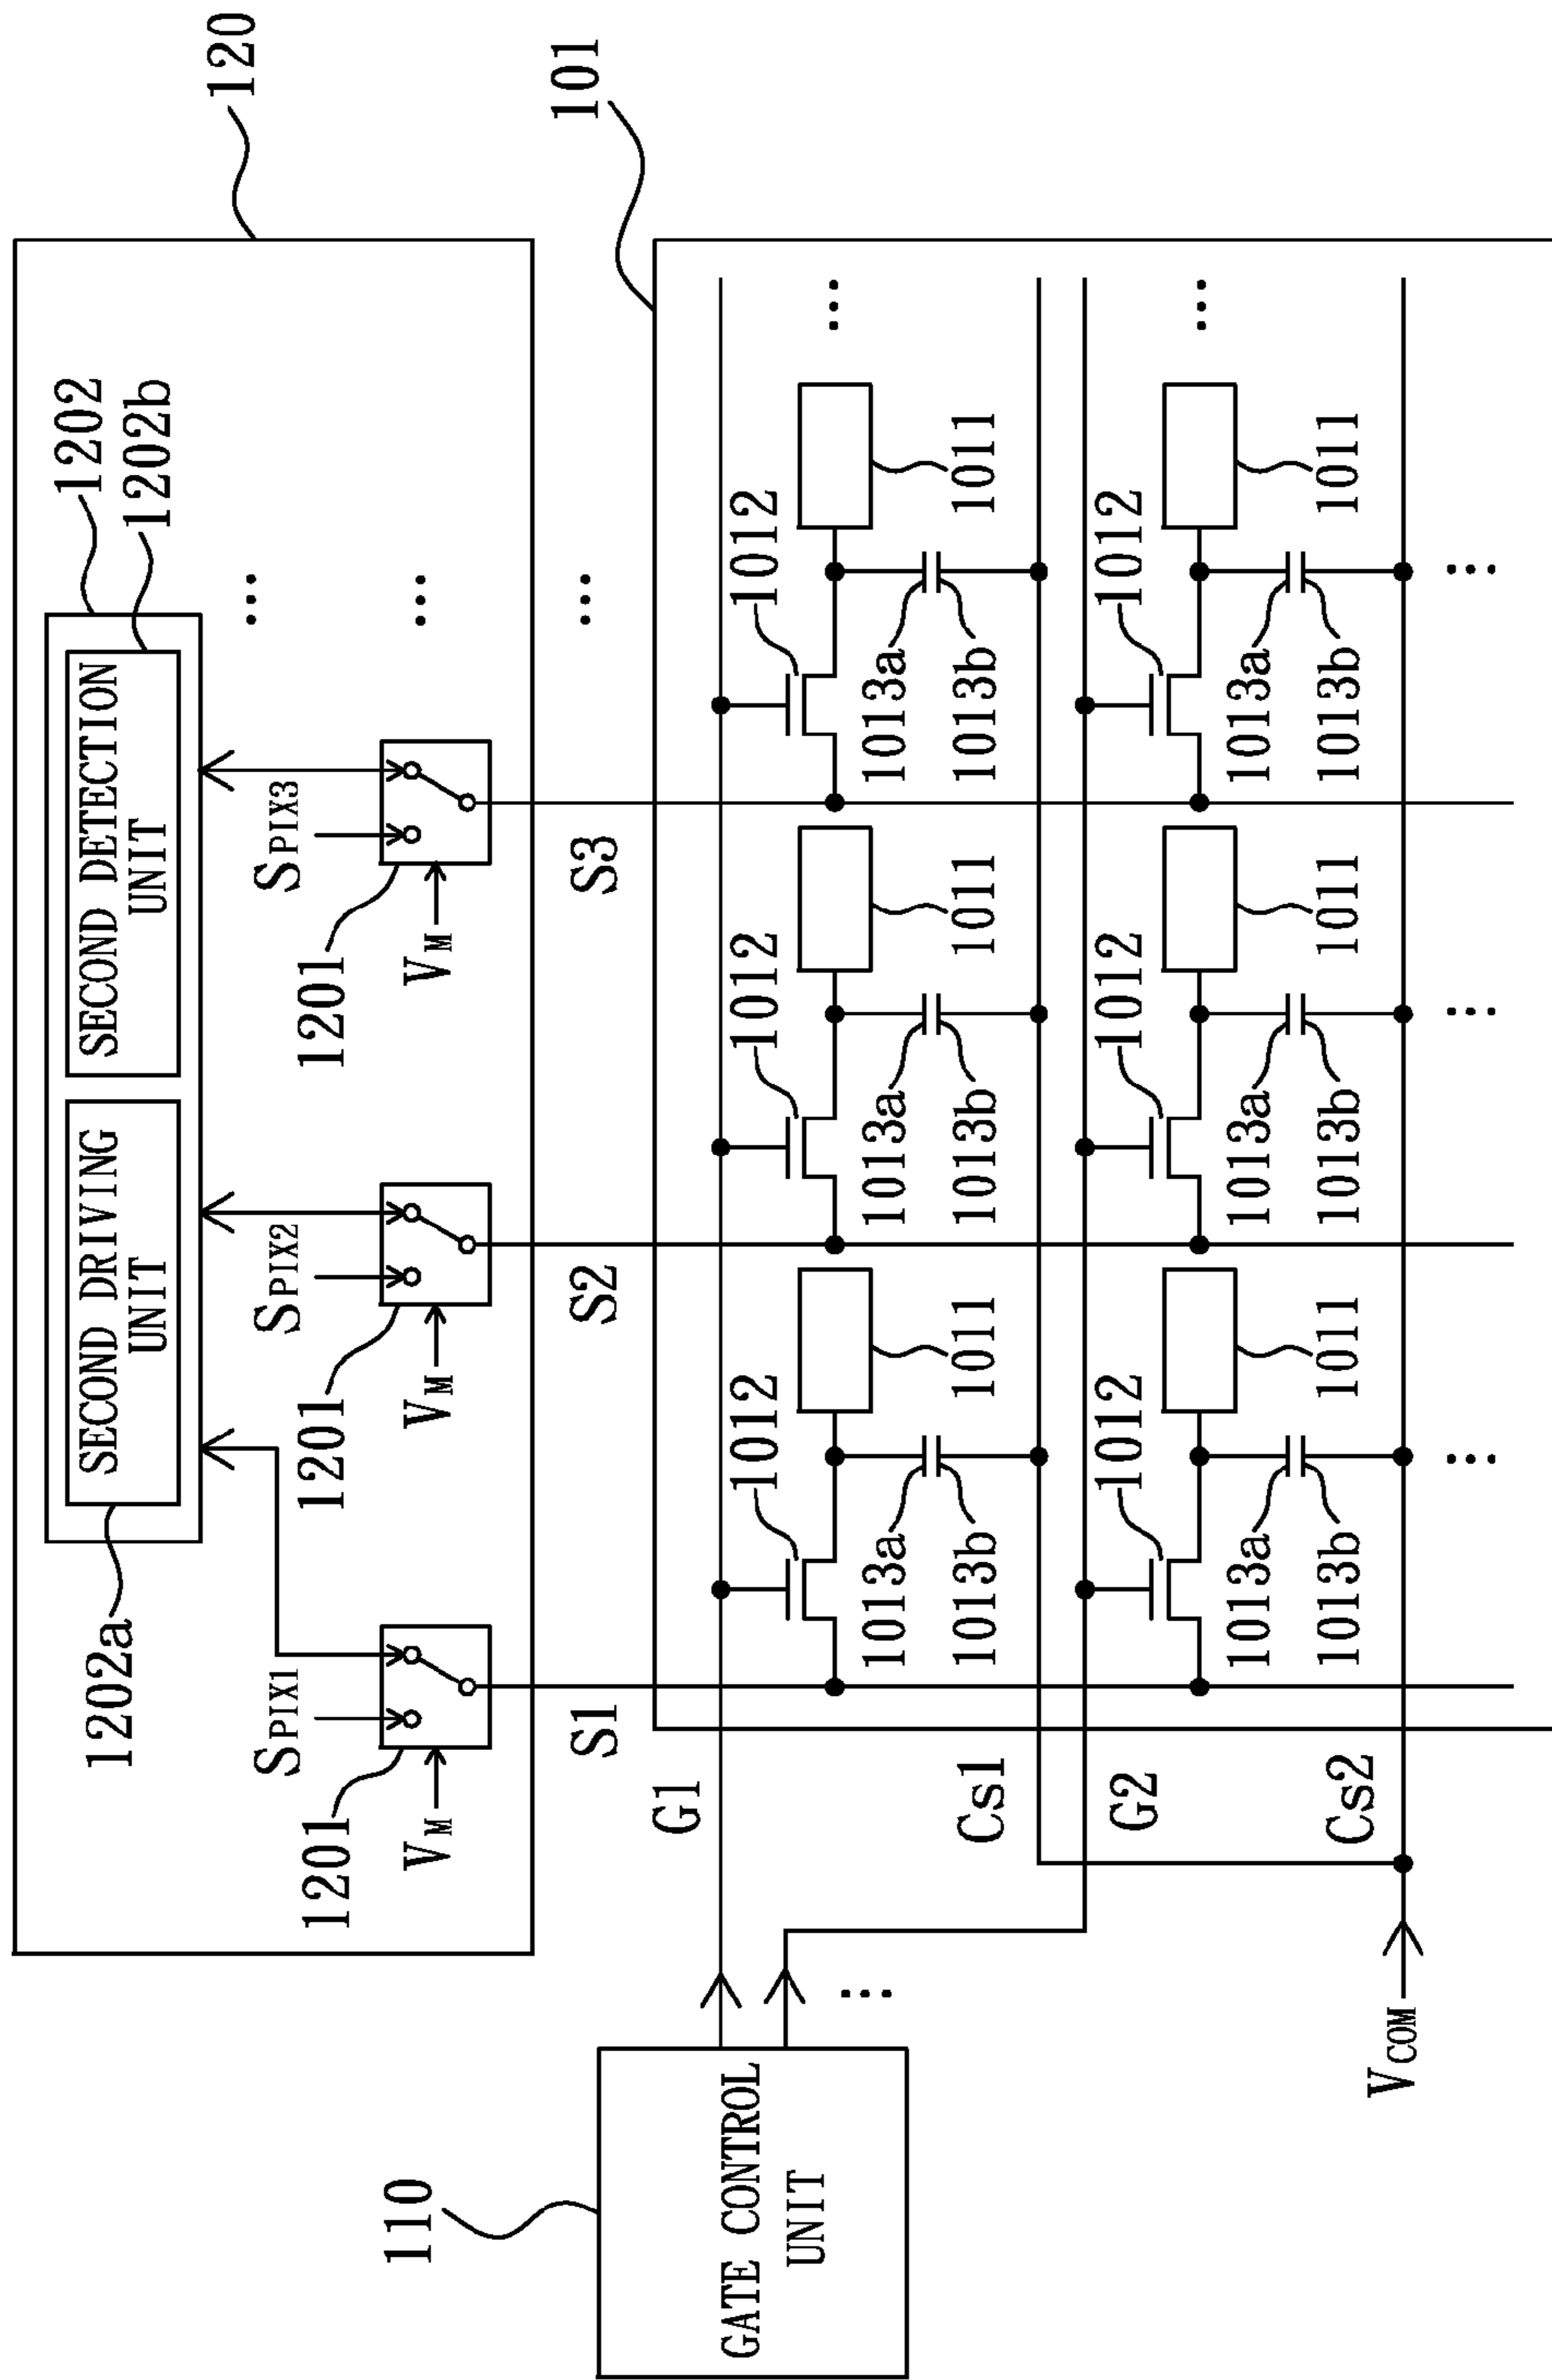 120
1202
1202b
SECOND DRIVING
UNIT
SECOND DETECTION
UNIT
1202a
SPIX1
SPIX2
SPIX3
...
1201
1201
1201
VM
VM
VM
...
S1
S2
S3
...
101
110
GATE CONTROL
UNIT
...
G1
1012
1012
1012
1013a
1013a
1013a
...
1013b
1011
1013b
1011
1013b
1011
Cs1
G2
1012
1012
1012
1013a
1013a
1013a
...
1013b
1011
1013b
1011
1013b
1011
Cs2
VCOM
...
...
...